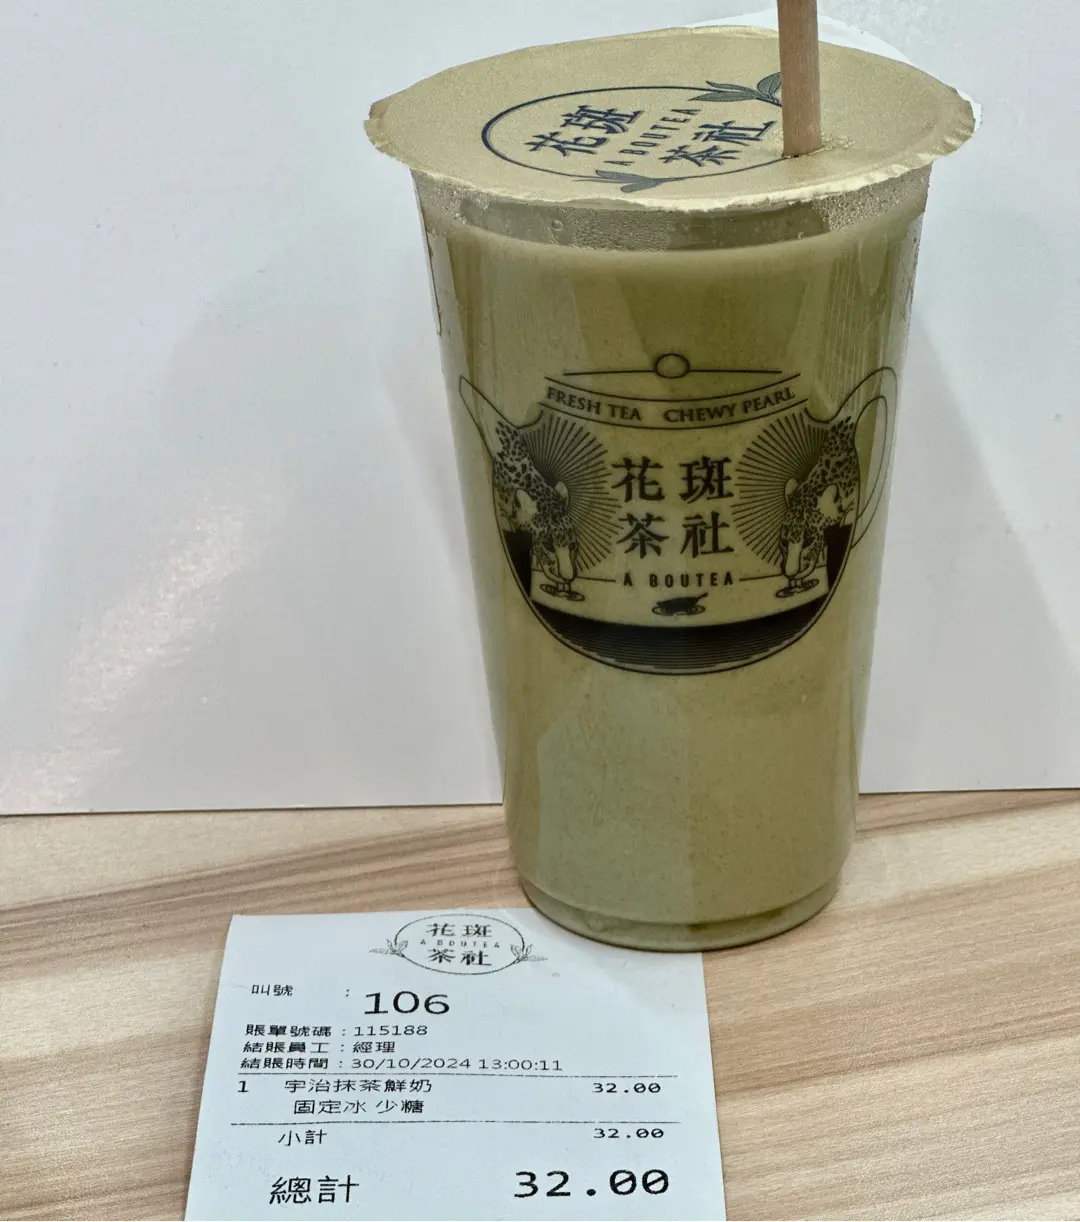 花斑
A BOUTEA
茶社
FRESH TEA CHEWY PEARL
花斑
茶社
A BOUTEA
花斑
A BOUTEA
茶社
叫號 : 106
賬單號碼 : 115188
結賬員工 : 經理
結賬時間 : 30/10/2024 13:00:11
1 宇治抹茶鮮奶 32.00
固定冰 少糖
小計 32.00
總計 32.00